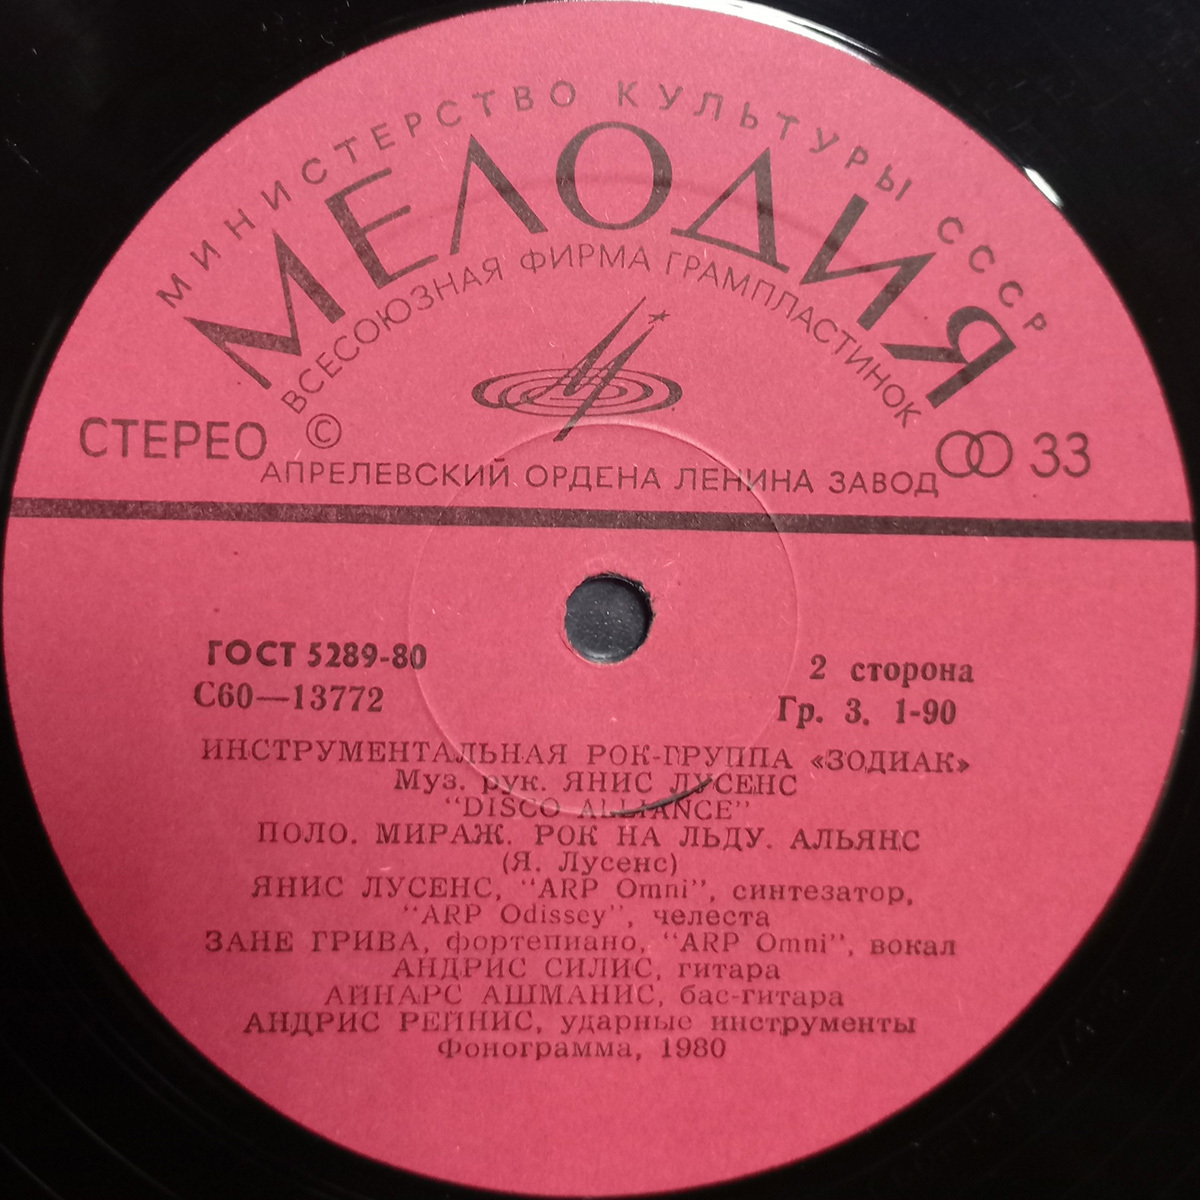 МИНИСТЕРСТВО КУЛЬТУРЫ СССР
МЕЛОДИЯ
ВСЕСОЮЗНАЯ ФИРМА ГРАМПЛАСТИНОК
СТЕРЕО
©
33
АПРЕЛЕВСКИЙ ОРДЕНА ЛЕНИНА ЗАВОД
ГОСТ 5289-80
2 сторона
С60—13772
Гр. 3. 1-90
ИНСТРУМЕНТАЛЬНАЯ РОК-ГРУППА «ЗОДИАК»
Муз. рук. ЯНИС ЛУСЕНС
"DISCO ALLIANCE"
ПОЛО. МИРАЖ. РОК НА ЛЬДУ. АЛЬЯНС
(Я. Лусенс)
ЯНИС ЛУСЕНС, "ARP Omni", синтезатор,
"ARP Odissey", челеста
ЗАНЕ ГРИВА, фортепиано, "ARP Omni", вокал
АНДРИС СИЛИС, гитара
АЙНАРС АШМАНИС, бас-гитара
АНДРИС РЕЙНИС, ударные инструменты
Фонограмма, 1980